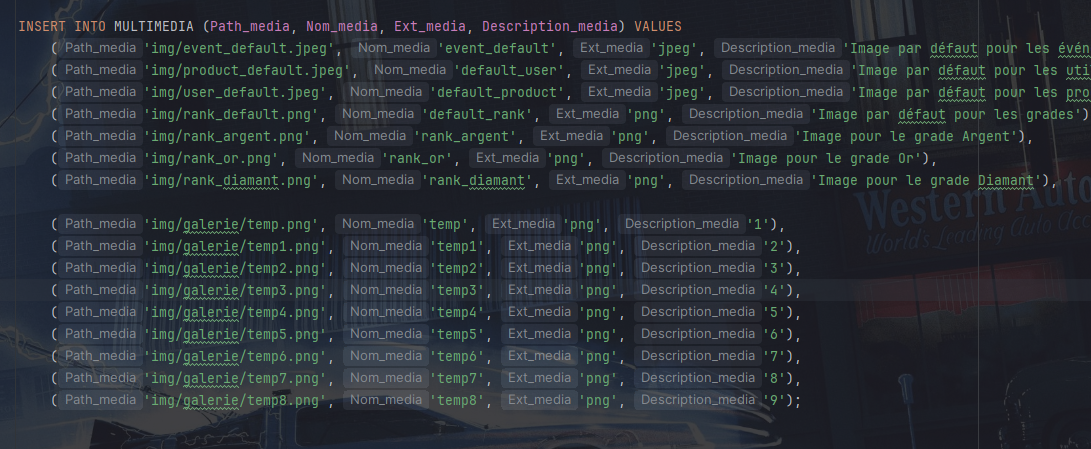 INSERT INTO MULTIMEDIA (Path_media, Nom_media, Ext_media, Description_media) VALUES
( Path_media 'img/event_default.jpeg', Nom_media 'event_default', Ext_media 'jpeg', Description_media 'Image par défaut pour les évén
( Path_media 'img/product_default.jpeg', Nom_media 'default_user', Ext_media 'jpeg', Description_media 'Image par défaut pour les uti
( Path_media 'img/user_default.jpeg', Nom_media 'default_product', Ext_media 'jpeg', Description_media 'Image par défaut pour les pro
( Path_media 'img/rank_default.png', Nom_media 'default_rank', Ext_media 'png', Description_media 'Image par défaut pour les grades')
( Path_media 'img/rank_argent.png', Nom_media 'rank_argent', Ext_media 'png', Description_media 'Image pour le grade Argent'),
( Path_media 'img/rank_or.png', Nom_media 'rank_or', Ext_media 'png', Description_media 'Image pour le grade Or'),
( Path_media 'img/rank_diamant.png', Nom_media 'rank_diamant', Ext_media 'png', Description_media 'Image pour le grade Diamant'),
( Path_media 'img/galerie/temp.png', Nom_media 'temp', Ext_media 'png', Description_media '1'),
( Path_media 'img/galerie/temp1.png', Nom_media 'temp1', Ext_media 'png', Description_media '2'),
( Path_media 'img/galerie/temp2.png', Nom_media 'temp2', Ext_media 'png', Description_media '3'),
( Path_media 'img/galerie/temp3.png', Nom_media 'temp3', Ext_media 'png', Description_media '4'),
( Path_media 'img/galerie/temp4.png', Nom_media 'temp4', Ext_media 'png', Description_media '5'),
( Path_media 'img/galerie/temp5.png', Nom_media 'temp5', Ext_media 'png', Description_media '6'),
( Path_media 'img/galerie/temp6.png', Nom_media 'temp6', Ext_media 'png', Description_media '7'),
( Path_media 'img/galerie/temp7.png', Nom_media 'temp7', Ext_media 'png', Description_media '8'),
( Path_media 'img/galerie/temp8.png', Nom_media 'temp8', Ext_media 'png', Description_media '9');
Western Auto
World's Leading Auto